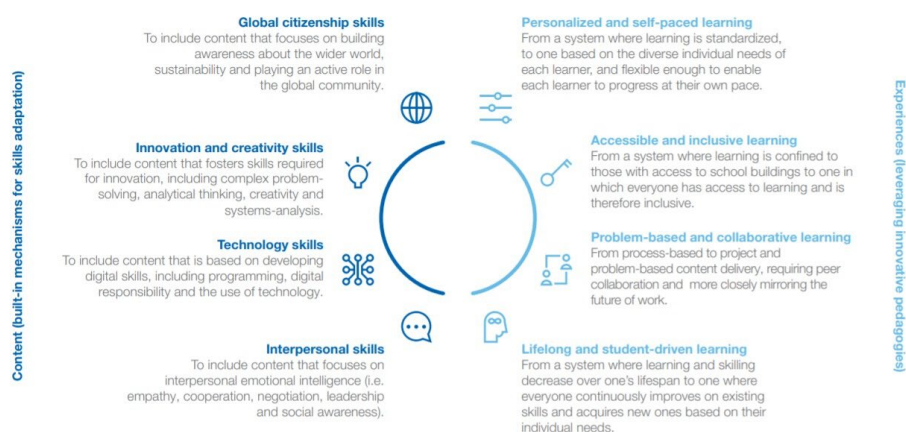 Content (built-in mechanisms for skills adaptation)
Global citizenship skills
To include content that focuses on building
awareness about the wider world,
sustainability and playing an active role in
the global community.
Innovation and creativity skills
To include content that fosters skills required
for innovation, including complex problem-
solving, analytical thinking, creativity and
systems-analysis.
Technology skills
To include content that is based on developing
digital skills, including programming, digital
responsibility and the use of technology.
Interpersonal skills
To include content that focuses on
interpersonal emotional intelligence (i.e.
empathy, cooperation, negotiation, leadership
and social awareness).
Personalized and self-paced learning
From a system where learning is standardized,
to one based on the diverse individual needs of
each learner, and flexible enough to enable
each learner to progress at their own pace.
Accessible and inclusive learning
From a system where learning is confined to
those with access to school buildings to one in
which everyone has access to learning and is
therefore inclusive.
Problem-based and collaborative learning
From process-based to project and
problem-based content delivery, requiring peer
collaboration and more closely mirroring the
future of work.
Lifelong and student-driven learning
From a system where learning and skilling
decrease over one's lifespan to one where
everyone continuously improves on existing
skills and acquires new ones based on their
individual needs.
Experiences (leveraging innovative pedagogies)